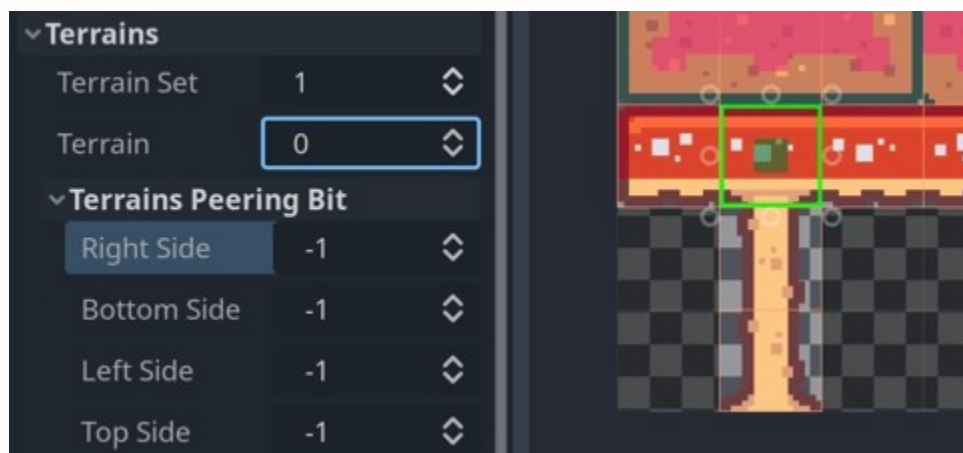 Terrains
Terrain Set 1
Terrain 0
Terrains Peering Bit
Right Side -1
Bottom Side -1
Left Side -1
Top Side -1